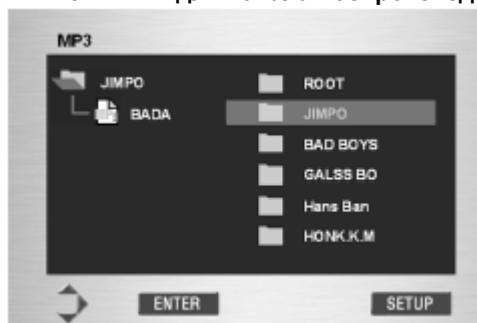 MP3
JIMPO
BADA
ROOT
JIMPO
BAD BOYS
GALSS BO
Hans Ban
HONK.K.M
ENTER
SETUP